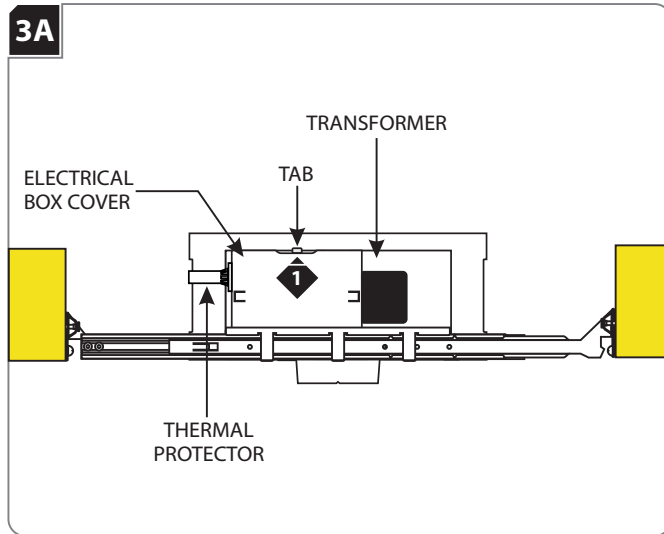 3A
TRANSFORMER
ELECTRICAL
BOX COVER
TAB
1
THERMAL
PROTECTOR